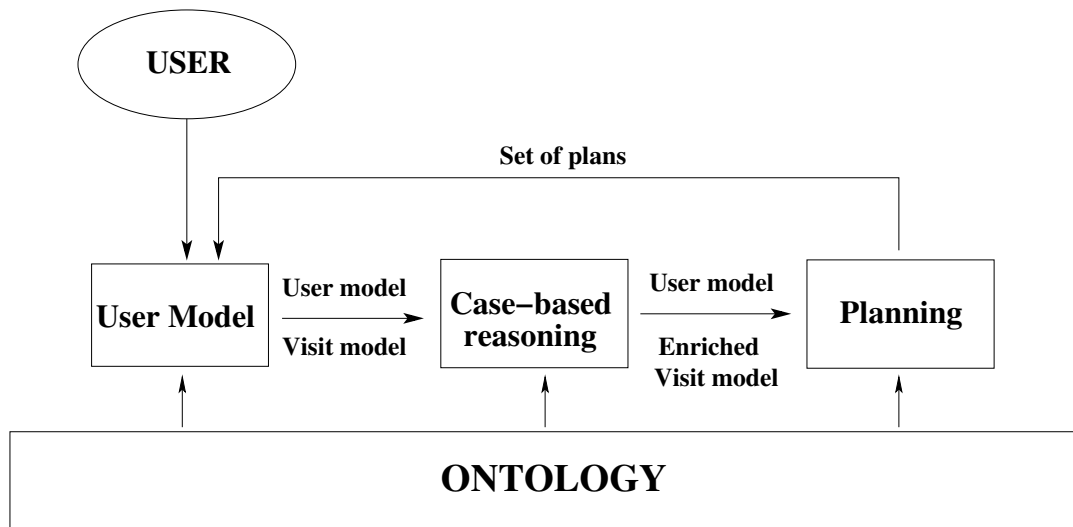 USER
Set of plans
User Model
User model
Visit model
Case−based
reasoning
User model
Enriched
Visit model
Planning
ONTOLOGY